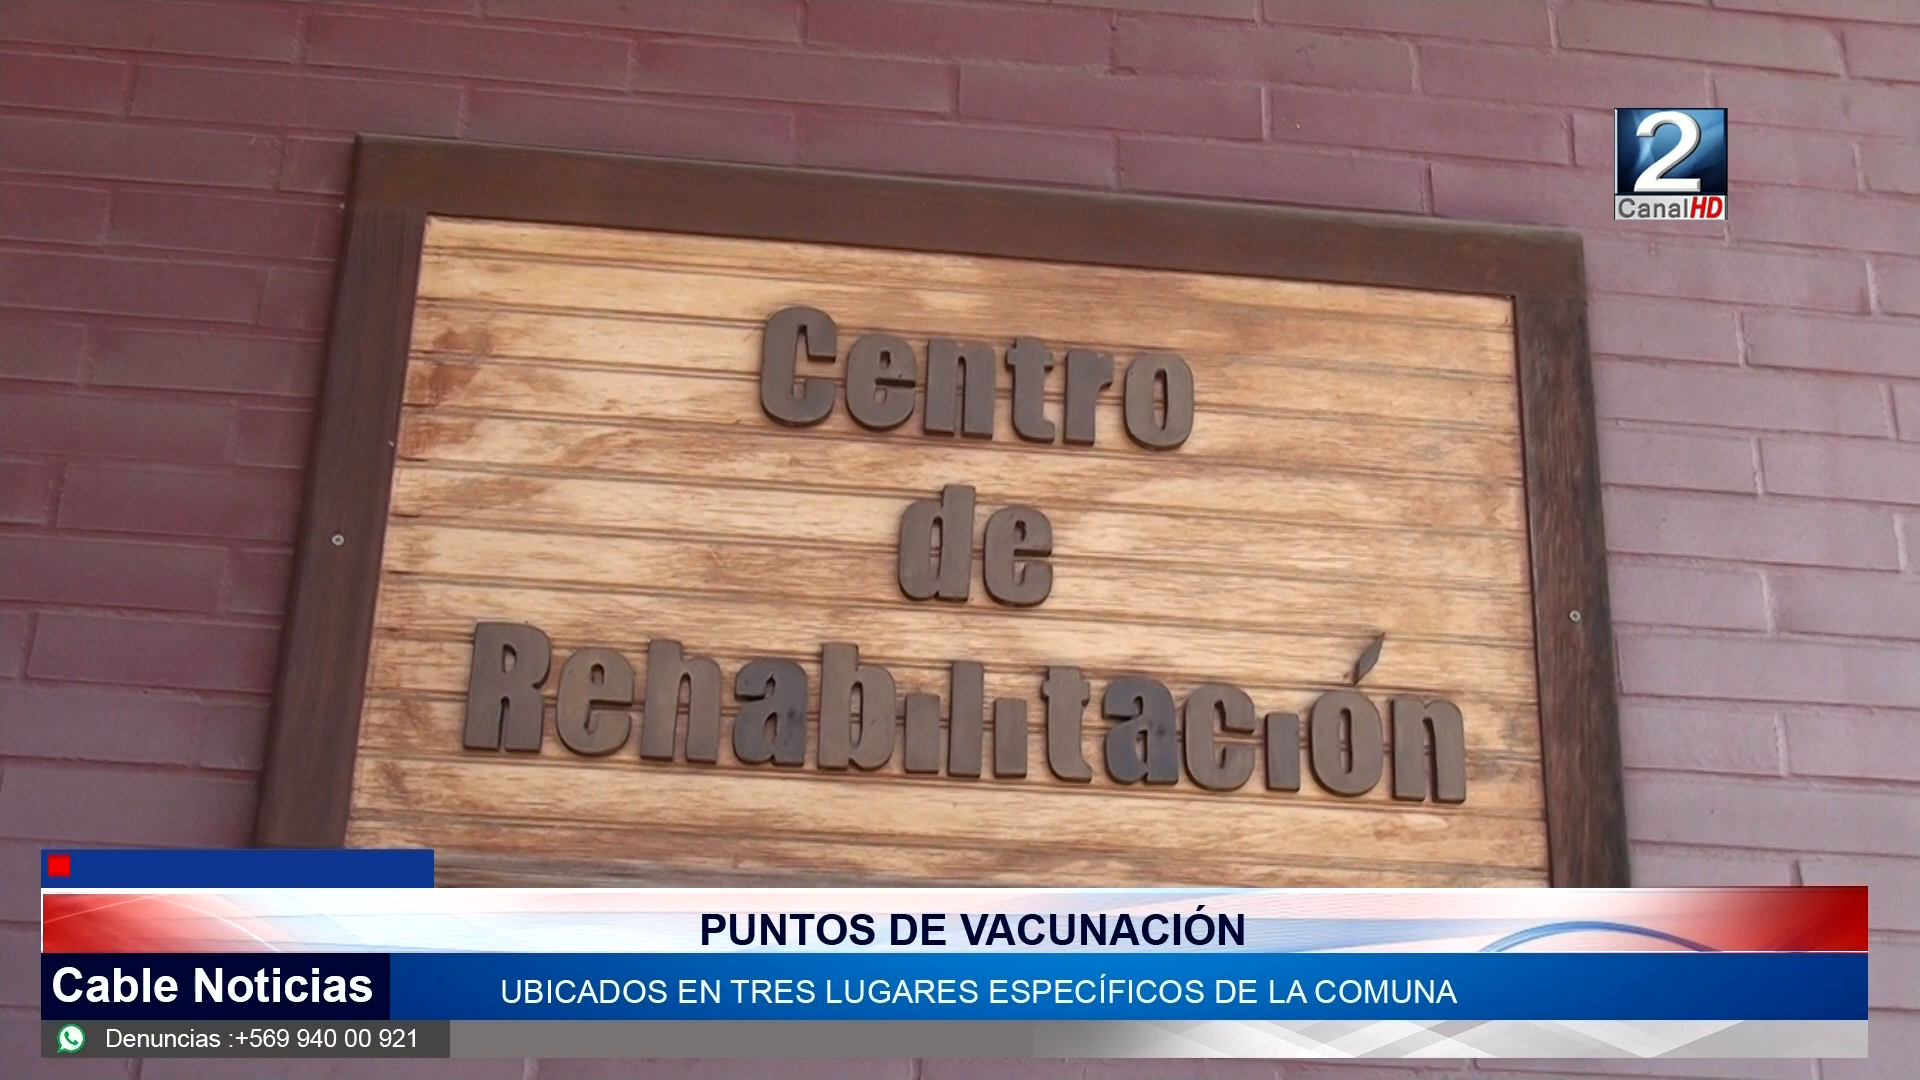 2
Canal HD
Centro
de
Rehabilitación
PUNTOS DE VACUNACIÓN
Cable Noticias
UBICADOS EN TRES LUGARES ESPECÍFICOS DE LA COMUNA
Denuncias :+569 940 00 921